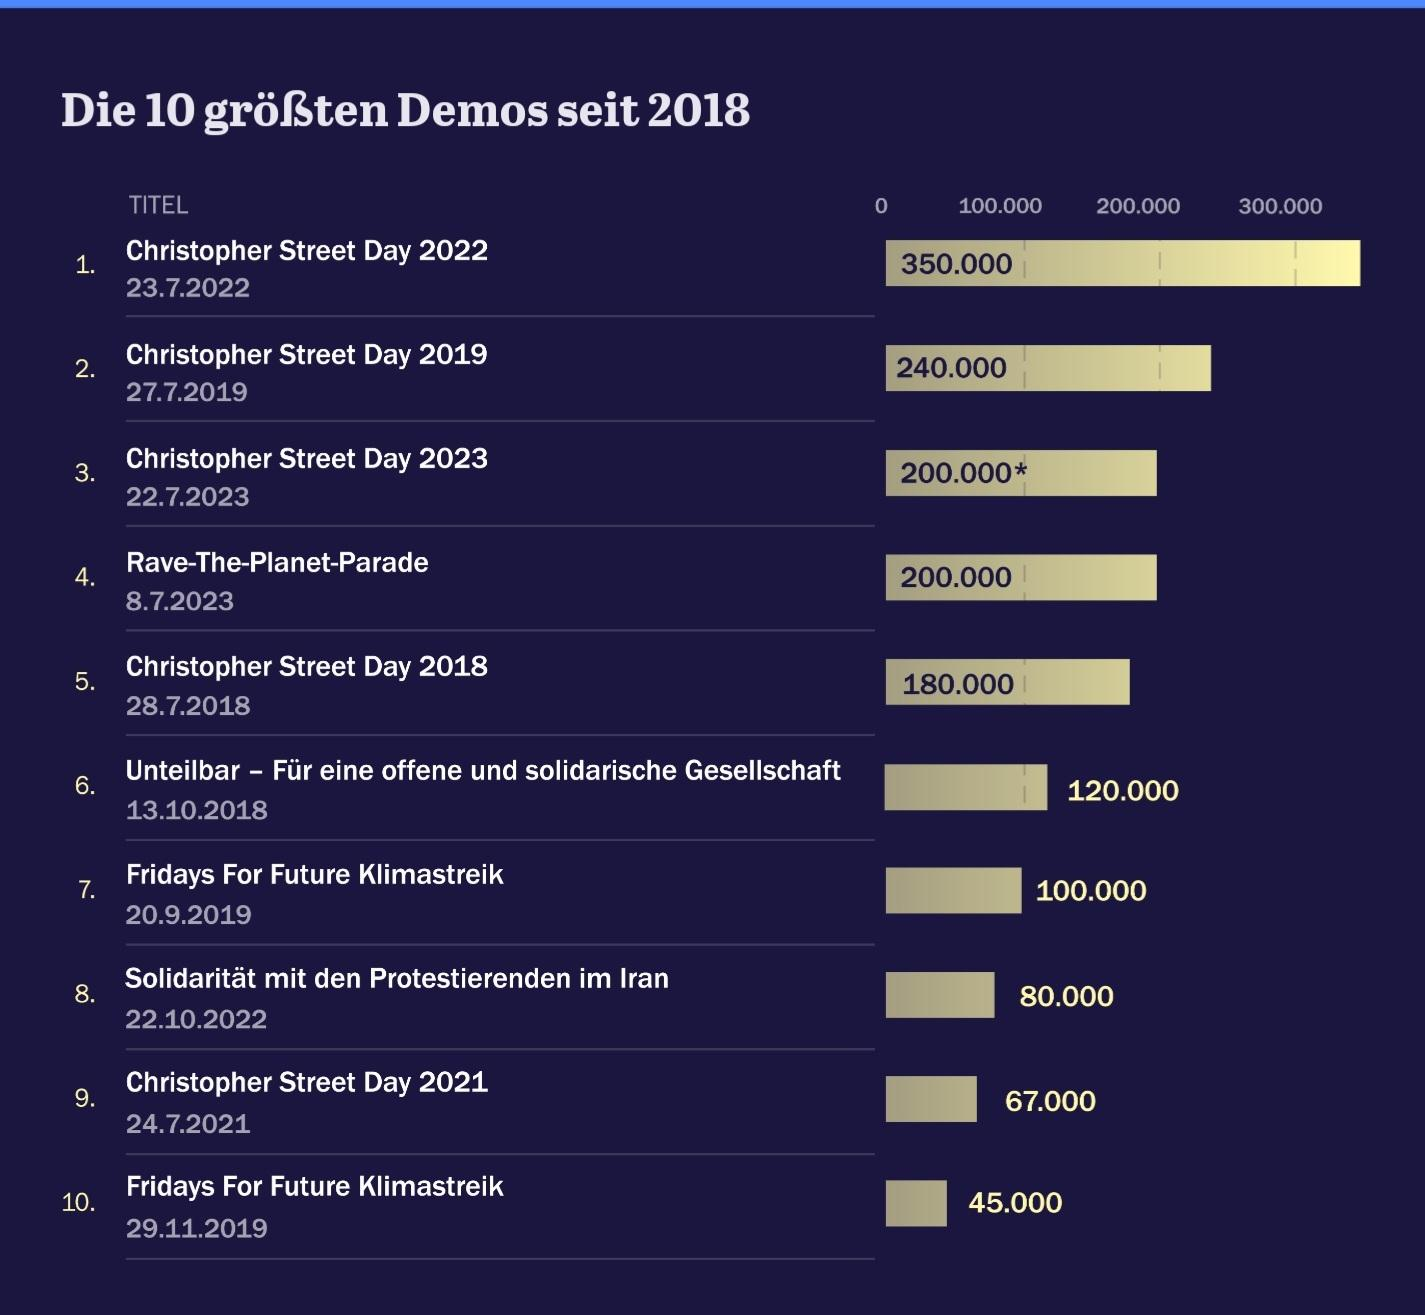 Die 10 größten Demos seit 2018
TITEL 0 100.000 200.000 300.000
1. Christopher Street Day 2022 350.000
23.7.2022
2. Christopher Street Day 2019 240.000
27.7.2019
3. Christopher Street Day 2023 200.000*
22.7.2023
4. Rave-The-Planet-Parade 200.000
8.7.2023
5. Christopher Street Day 2018 180.000
28.7.2018
6. Unteilbar – Für eine offene und solidarische Gesellschaft 120.000
13.10.2018
7. Fridays For Future Klimastreik 100.000
20.9.2019
8. Solidarität mit den Protestierenden im Iran 80.000
22.10.2022
9. Christopher Street Day 2021 67.000
24.7.2021
10. Fridays For Future Klimastreik 45.000
29.11.2019